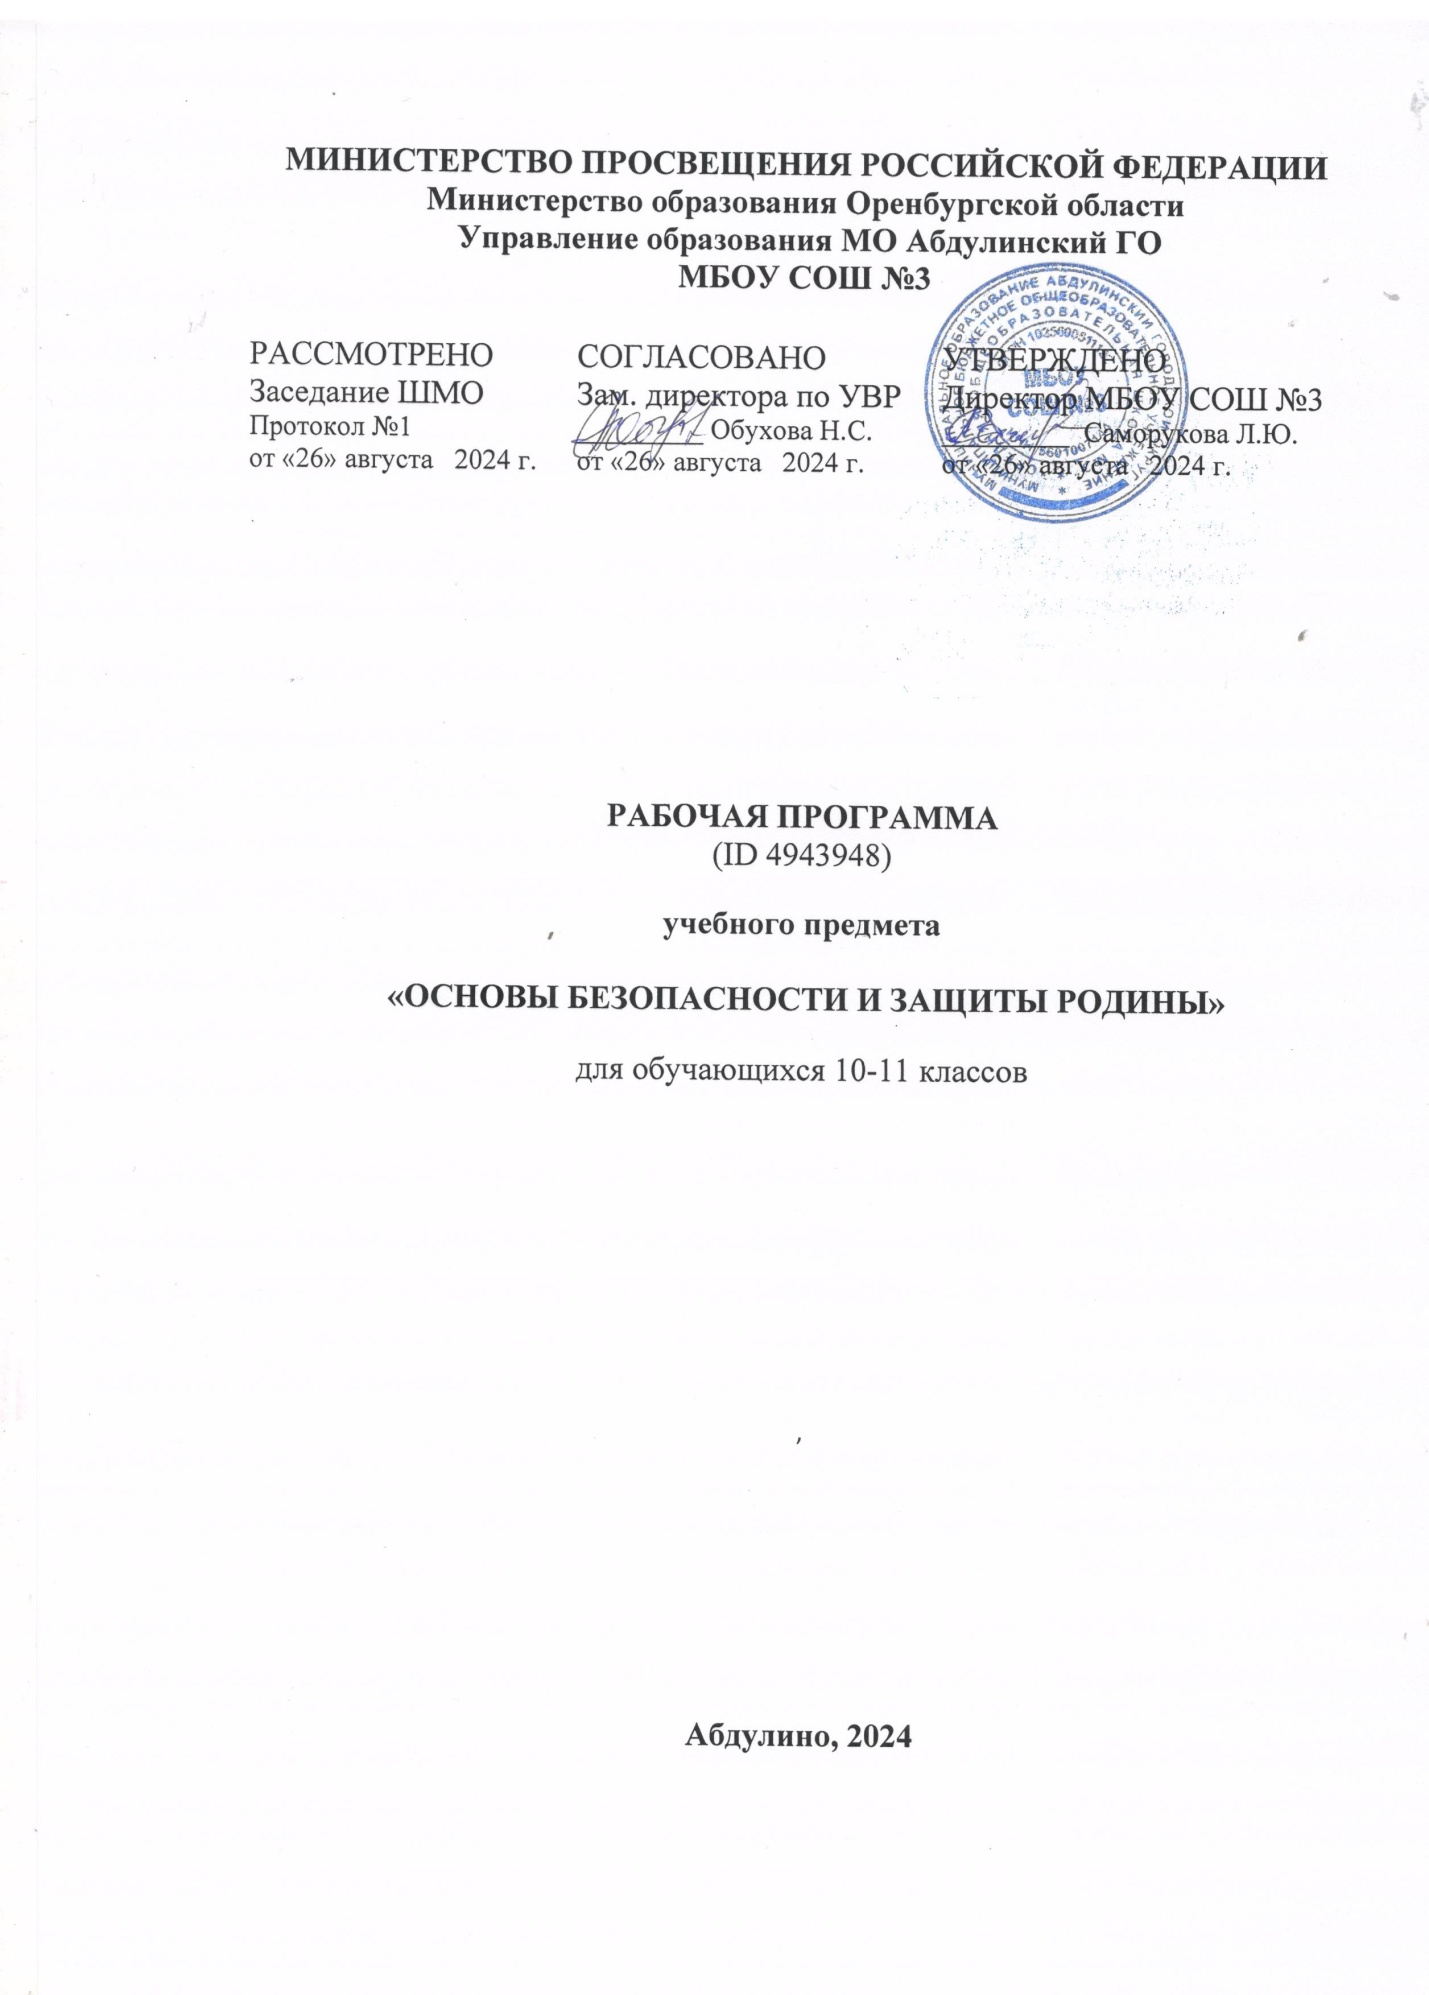 МИНИСТЕРСТВО ПРОСВЕЩЕНИЯ РОССИЙСКОЙ ФЕДЕРАЦИИ
Министерство образования Оренбургской области
Управление образования МО Абдулинский ГО
МБОУ СОШ №3
РАССМОТРЕНО
Заседание ШМО
Протокол №1
от «26» августа 2024 г.
СОГЛАСОВАНО
Зам. директора по УВР
Обухова Н.С.
от «26» августа 2024 г.
УТВЕРЖДЕНО
Директор МБОУ СОШ №3
Саморукова Л.Ю.
от «26» августа 2024 г.
МБОУ
СОШ №3
РАБОЧАЯ ПРОГРАММА
(ID 4943948)
учебного предмета
«ОСНОВЫ БЕЗОПАСНОСТИ И ЗАЩИТЫ РОДИНЫ»
для обучающихся 10-11 классов
Абдулино, 2024